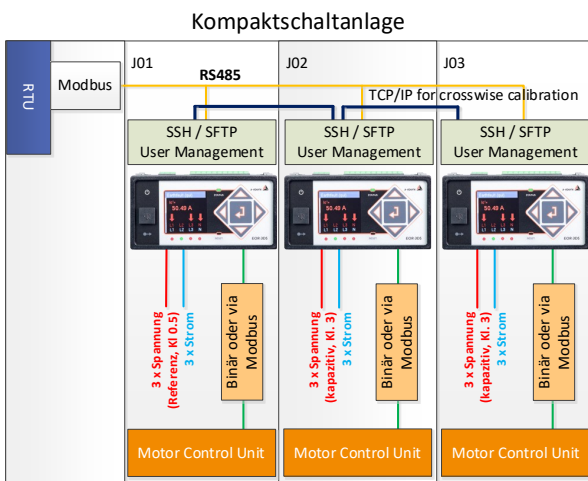 Kompaktschaltanlage
RTU
Modbus
J01
J02
J03
RS485
TCP/IP for crosswise calibration
SSH / SFTP
User Management
SSH / SFTP
User Management
SSH / SFTP
User Management
50.49 A
50.49 A
50.49 A
3 x Spannung
(Referenz, Kl 0.5)
3 x Strom
Binär oder via
Modbus
3 x Spannung
(kapazitiv, Kl. 3)
3 x Strom
Binär oder via
Modbus
3 x Spannung
(kapazitiv, Kl. 3)
3 x Strom
Binär oder via
Modbus
Motor Control Unit
Motor Control Unit
Motor Control Unit